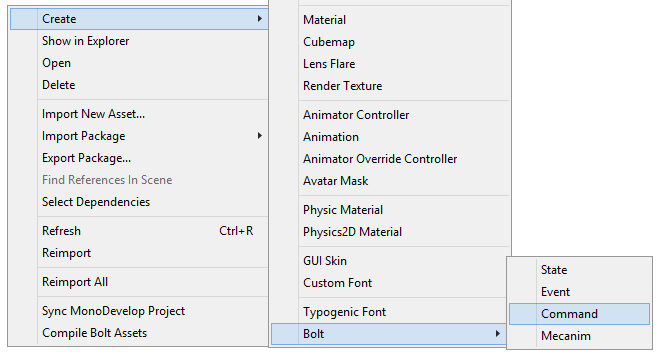 Create
Show in Explorer
Open
Delete
Import New Asset...
Import Package
Export Package...
Find References In Scene
Select Dependencies
Refresh Ctrl+R
Reimport
Reimport All
Sync MonoDevelop Project
Compile Bolt Assets
Material
Cubemap
Lens Flare
Render Texture
Animator Controller
Animation
Animator Override Controller
Avatar Mask
Physic Material
Physics2D Material
GUI Skin
Custom Font
Typogenic Font
Bolt
State
Event
Command
Mecanim